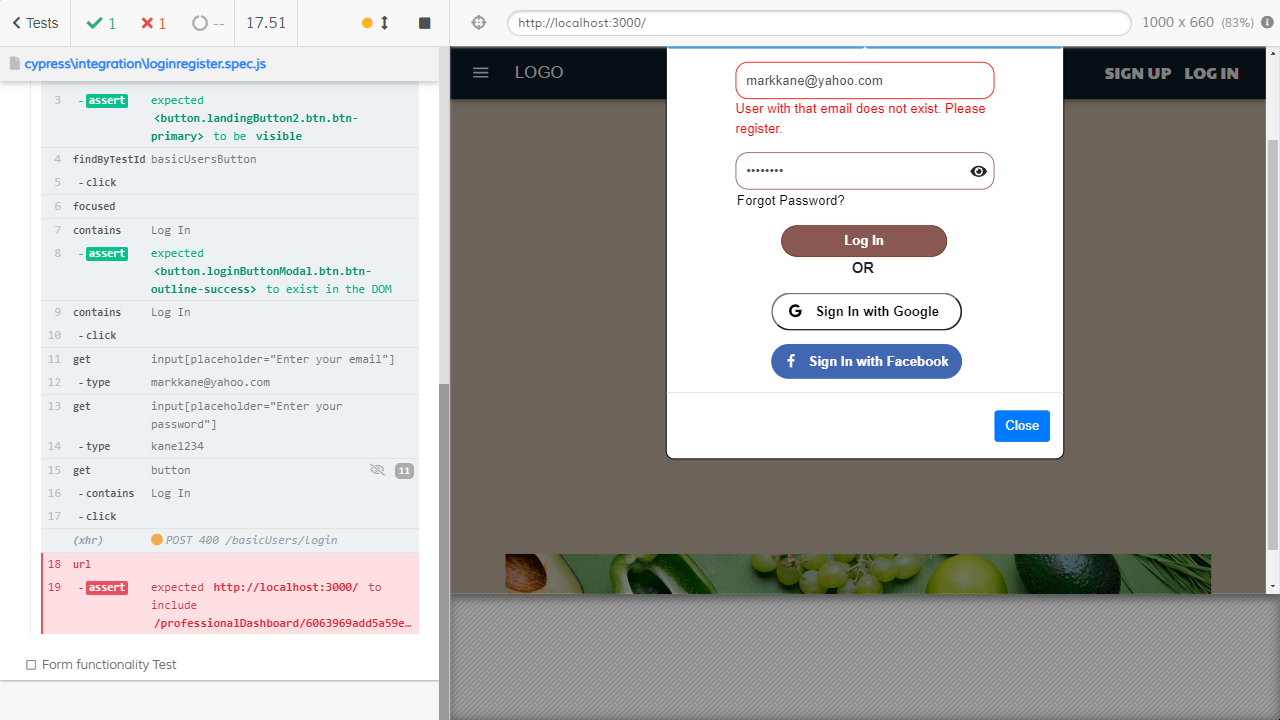 Tests
1
1
--
17.51
http://localhost:3000/
1000 x 660 (83%)
cypress\integration\loginregister.spec.js
3 - assert expected
<button.landingButton2.btn.btn-
primary> to be visible
4 findByTestId basicUsersButton
5 - click
6 focused
7 contains Log In
8 - assert expected
<button.loginButtonModal.btn.btn-
outline-success> to exist in the DOM
9 contains Log In
10 - click
11 get input[placeholder="Enter your email"]
12 - type markkane@yahoo.com
13 get input[placeholder="Enter your
password"]
14 - type kane1234
15 get button 11
16 - contains Log In
17 - click
(xhr) POST 400 /basicUsers/login
18 url
19 - assert expected http://localhost:3000/ to
include
/professionalDashboard/6063969add5a59e…
Form functionality Test
LOGO
SIGN UP LOG IN
markkane@yahoo.com
User with that email does not exist. Please
register.
••••••••
Forgot Password?
Log In
OR
G Sign In with Google
f Sign In with Facebook
Close